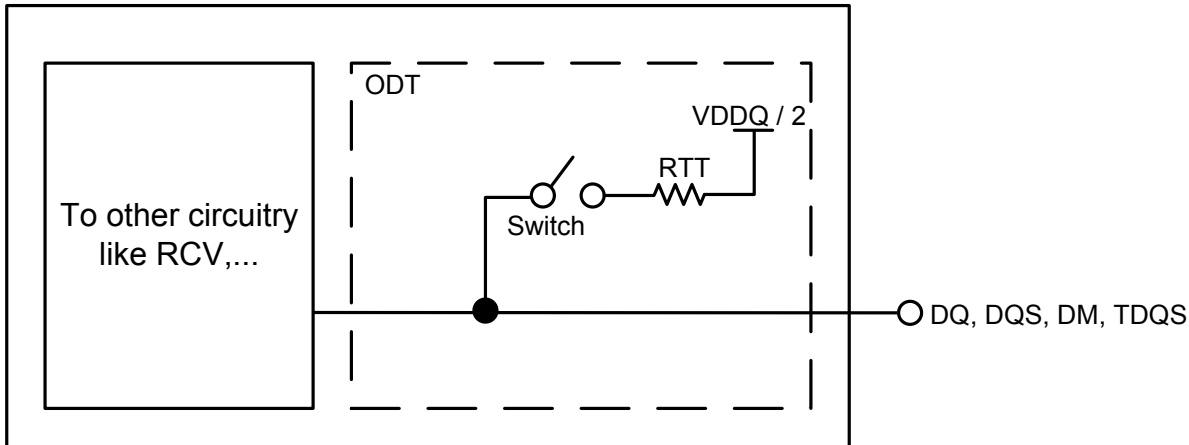 ODT
VDDQ / 2
RTT
Switch
To other circuitry
like RCV,...
DQ, DQS, DM, TDQS